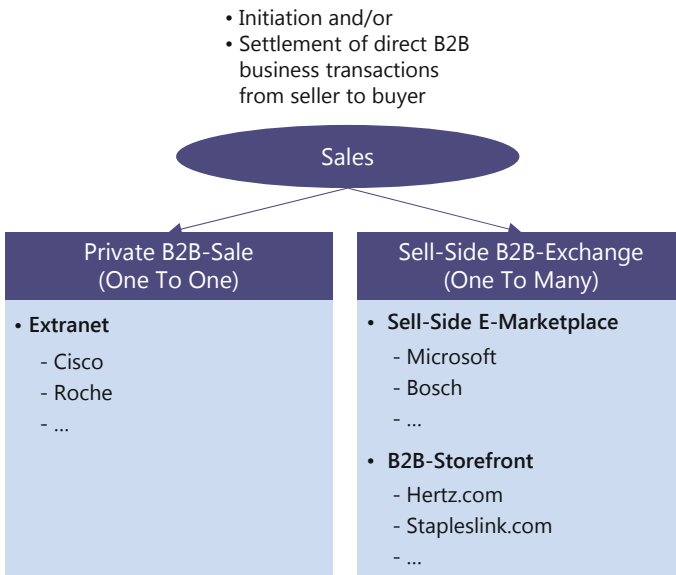 • Initiation and/or
• Settlement of direct B2B
business transactions
from seller to buyer
Sales
Private B2B-Sale
(One To One)
• Extranet
- Cisco
- Roche
- ...
Sell-Side B2B-Exchange
(One To Many)
• Sell-Side E-Marketplace
- Microsoft
- Bosch
- ...
• B2B-Storefront
- Hertz.com
- Stapleslink.com
- ...